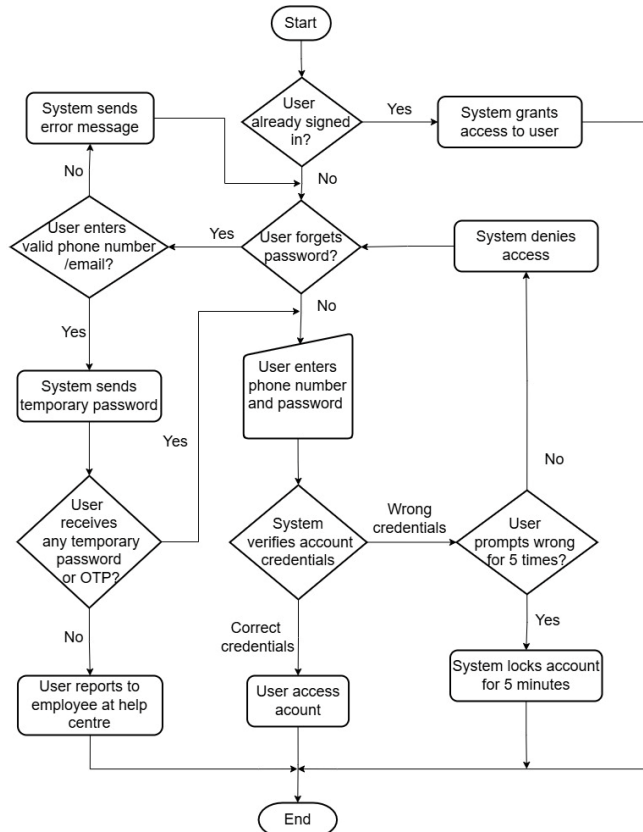 Start
User
already signed
in?
Yes
System grants
access to user
No
System sends
error message
No
User enters
valid phone number
/email?
Yes
User forgets
password?
System denies
access
No
Yes
System sends
temporary password
Yes
User enters
phone number
and password
No
User
receives
any temporary
password
or OTP?
System
verifies account
credentials
Wrong
credentials
User
prompts wrong
for 5 times?
No
Correct
credentials
Yes
User reports to
employee at help
centre
User access
acount
System locks account
for 5 minutes
End